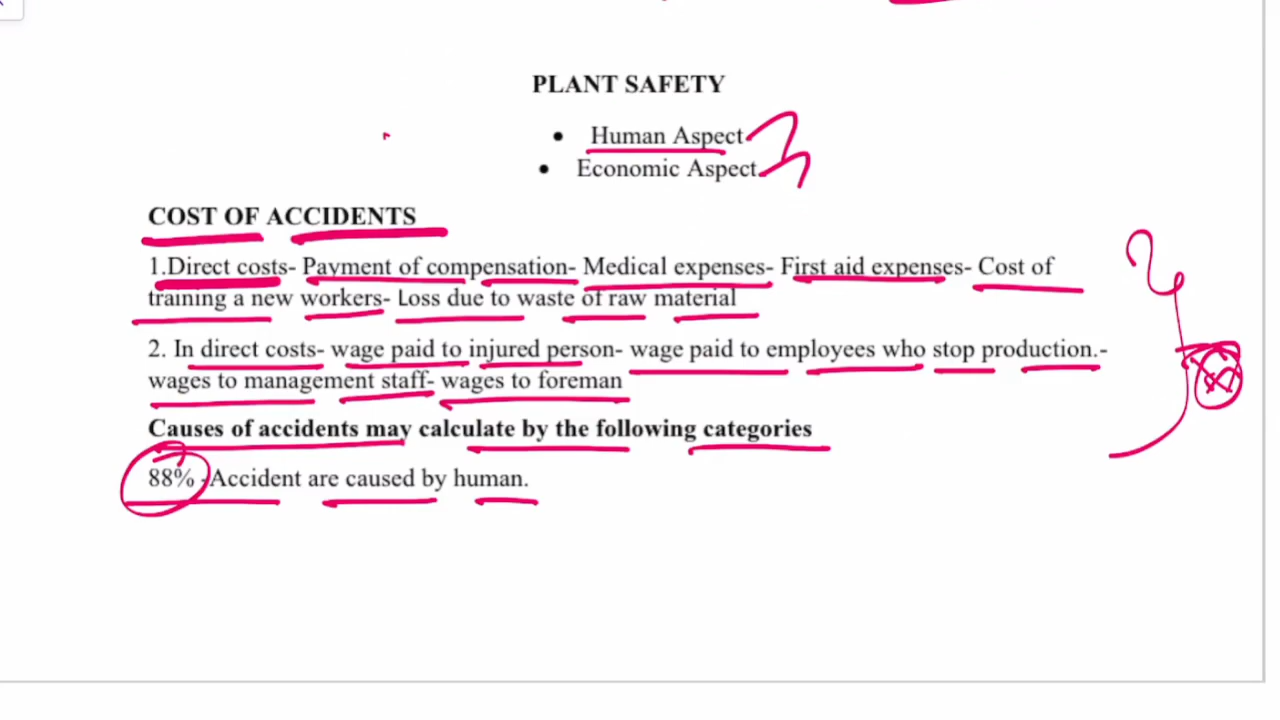 PLANT SAFETY
• Human Aspect
• Economic Aspect
COST OF ACCIDENTS
1.Direct costs- Payment of compensation- Medical expenses- First aid expenses- Cost of
training a new workers- Loss due to waste of raw material
2. In direct costs- wage paid to injured person- wage paid to employees who stop production.-
wages to management staff- wages to foreman
Causes of accidents may calculate by the following categories
88% -Accident are caused by human.